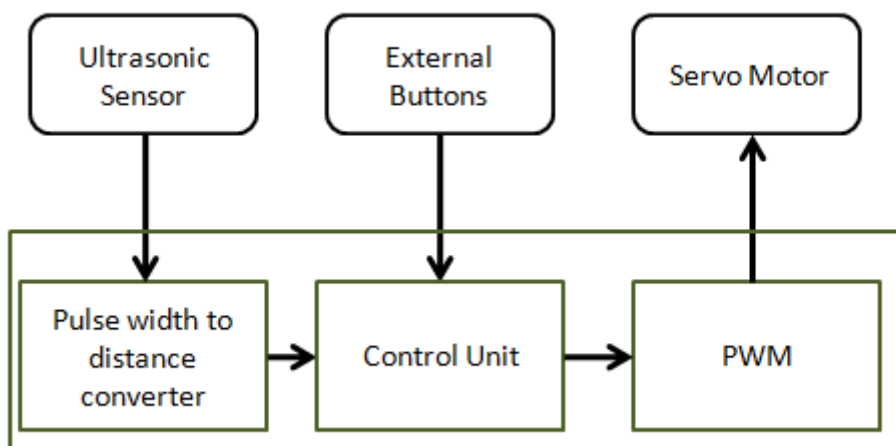 Ultrasonic
Sensor
External
Buttons
Servo Motor
Pulse width to
distance
converter
Control Unit
PWM